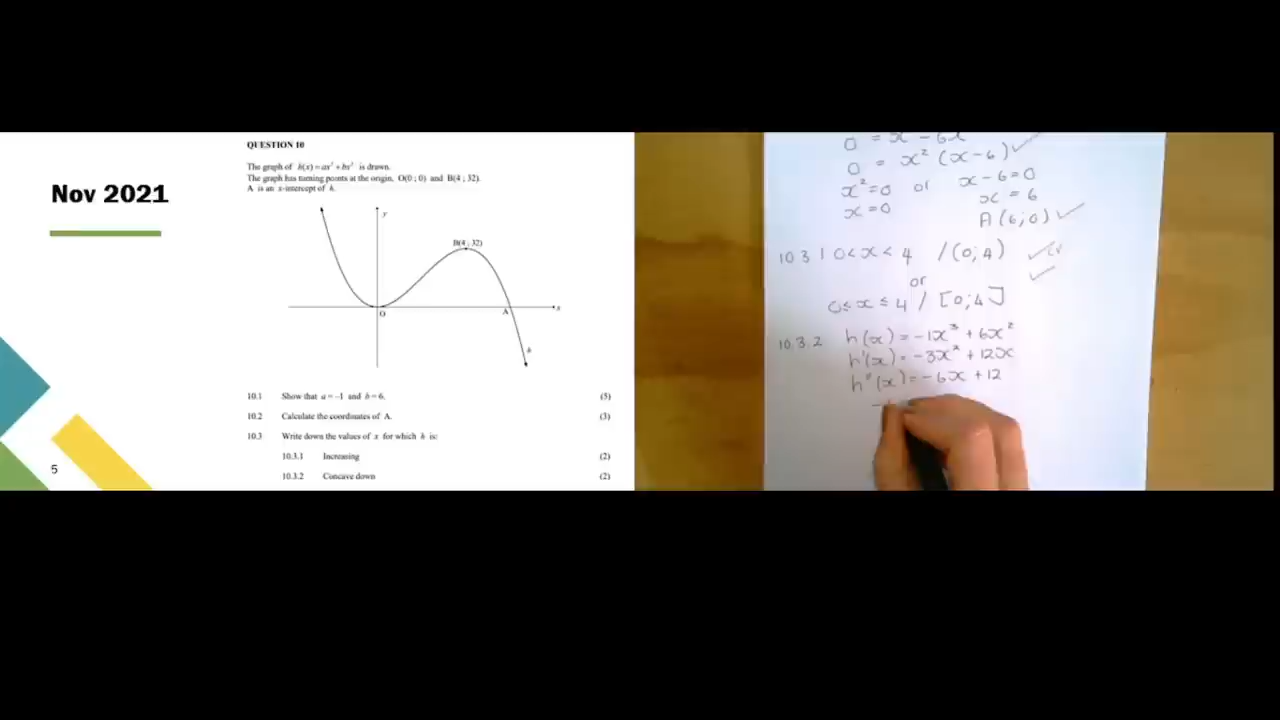 Nov 2021
5
QUESTION 10
The graph of h(x) = ax³ + bx² is drawn.
The graph has turning points at the origin, O(0 ; 0) and B(4 ; 32).
A is an x-intercept of h.
y
B(4 ; 32)
O
A
x
h
10.1 Show that a = −1 and b = 6. (5)
10.2 Calculate the coordinates of A. (3)
10.3 Write down the values of x for which h is:
10.3.1 Increasing (2)
10.3.2 Concave down (2)
0 = x² (x-6) ✓
x²=0 or x-6=0
x=0 x = 6
A (6;0) ✓
10.3.1 0<x<4 /(0;4) ✓
or ✓
0≤x≤4 / [0;4]
10.3.2 h(x) = -1x³ + 6x²
h'(x) = -3x² + 12x
h"(x) = -6x + 12